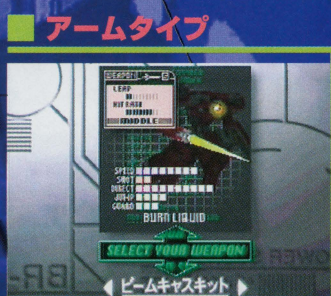 アームタイプ
WEAPON
LEAP
HIT RATE
MIDDLE
SPEED
SHOT
DIRECT
JUMP
GUARD
BURN LIQUID
SELECT YOUR WEAPON
ビームキャスキット